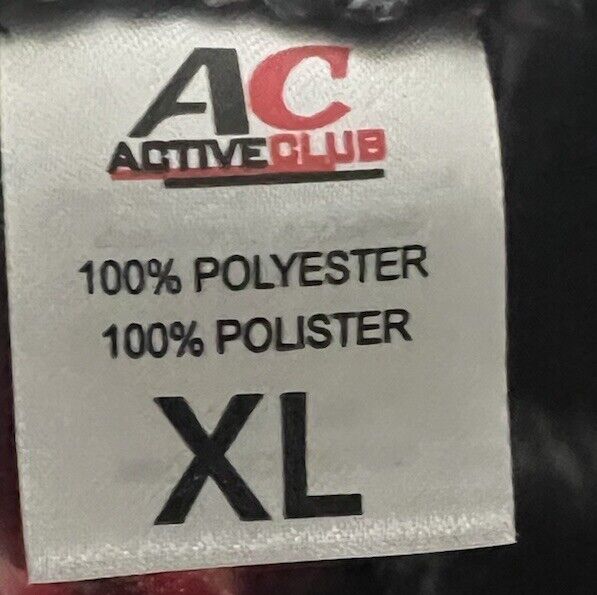 AC
ACTIVECLUB
100% POLYESTER
100% POLISTER
XL